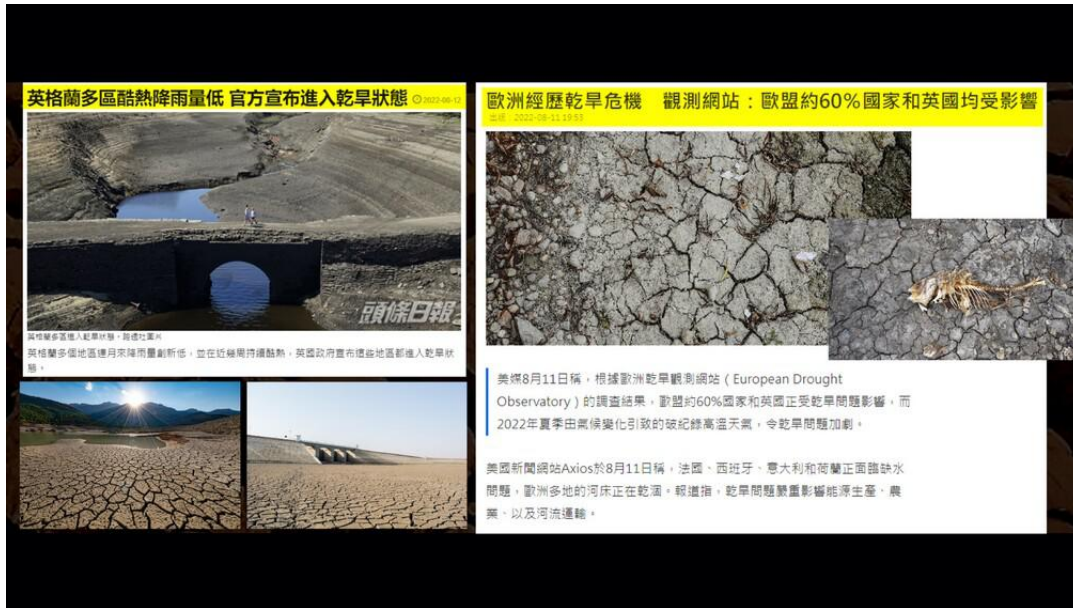 英格蘭多區酷熱降雨量低 官方宣布進入乾旱狀態 2022-08-12
頭條日報
英格蘭多區進入乾旱狀態。路透社圖片
英格蘭多個地區連月來降雨量創新低，並在近幾周持續酷熱，英國政府宣布這些地區都進入乾旱狀
態。
歐洲經歷乾旱危機 觀測網站：歐盟約60%國家和英國均受影響
出版：2022-08-11 19:53
美媒8月11日稱，根據歐洲乾旱觀測網站（European Drought
Observatory）的調查結果，歐盟約60%國家和英國正受乾旱問題影響，而
2022年夏季由氣候變化引致的破紀錄高溫天氣，令乾旱問題加劇。
美國新聞網站Axios於8月11日稱，法國、西班牙、意大利和荷蘭正面臨缺水
問題，歐洲多地的河床正在乾涸。報道指，乾旱問題嚴重影響能源生產、農
業、以及河流運輸。